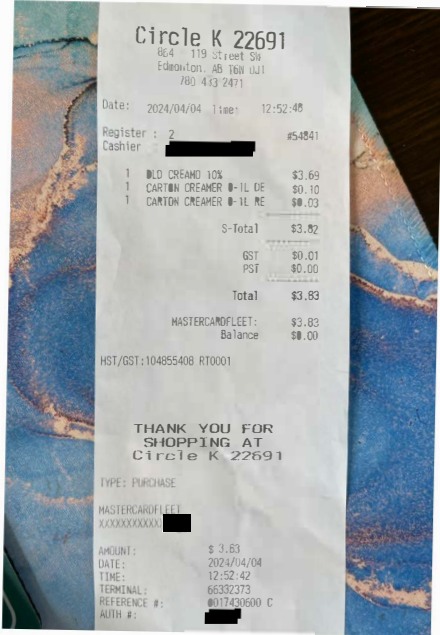 Circle K 22691
864 119 Street SW
Edmonton, AB T6N 0J1
780 433 2471
Date: 2024/04/04 Time: 12:52:48
Register : 2 #54841
Cashier
1 DLD CREAMO 10% $3.69
1 CARTON CREAMER 0-1L DE $0.10
1 CARTON CREAMER 0-1L RE $0.03
S-Total $3.82
GST $0.01
PST $0.00
Total $3.83
MASTERCARDFLEET: $3.83
Balance $0.00
HST/GST:104855408 RT0001
THANK YOU FOR
SHOPPING AT
Circle K 22691
TYPE: PURCHASE
MASTERCARDFLEET
XXXXXXXXXXXX
AMOUNT: $ 3.83
DATE: 2024/04/04
TIME: 12:52:42
TERMINAL: 66332373
REFERENCE #: 0017430600 C
AUTH #: